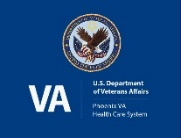 VA
U.S. Department
of Veterans Affairs
Phoenix VA
Health Care System